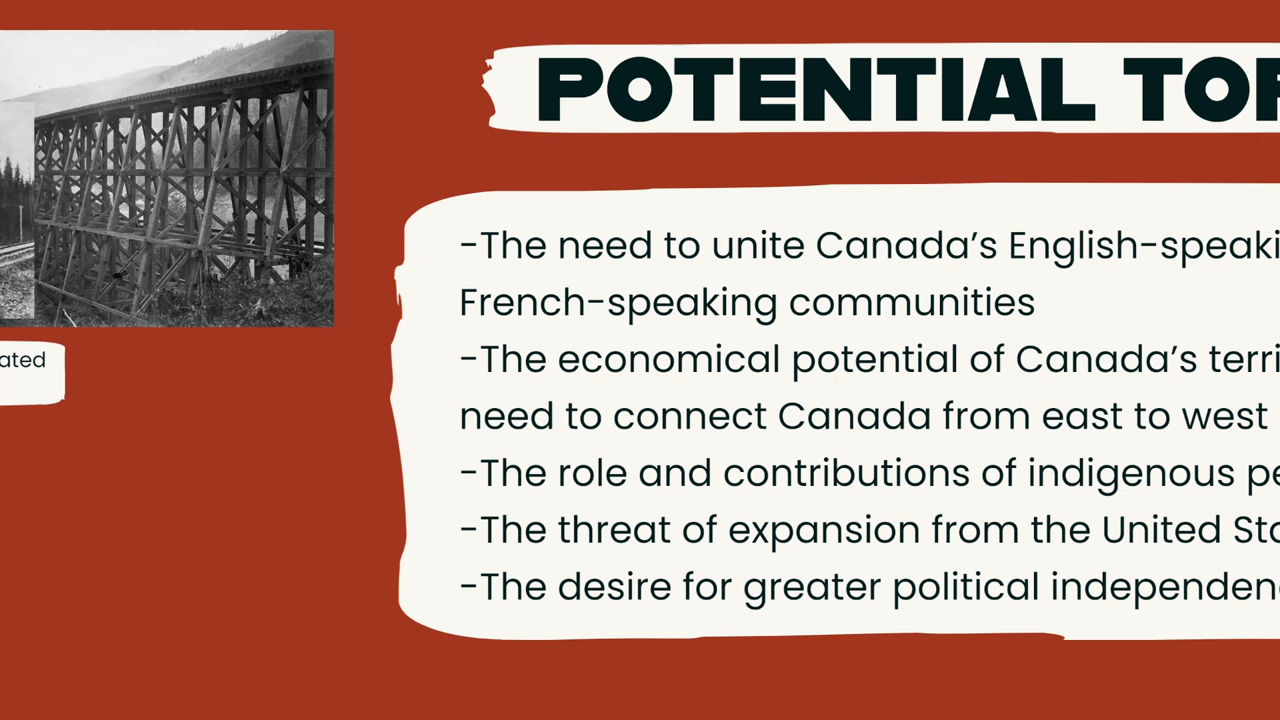 POTENTIAL
-The need to unite Canada's
French-speaking communities
-The economical potential of Canada's
need to connect Canada from east to west
-The role and contributions of indigenous
-The threat of expansion from the United
-The desire for greater political